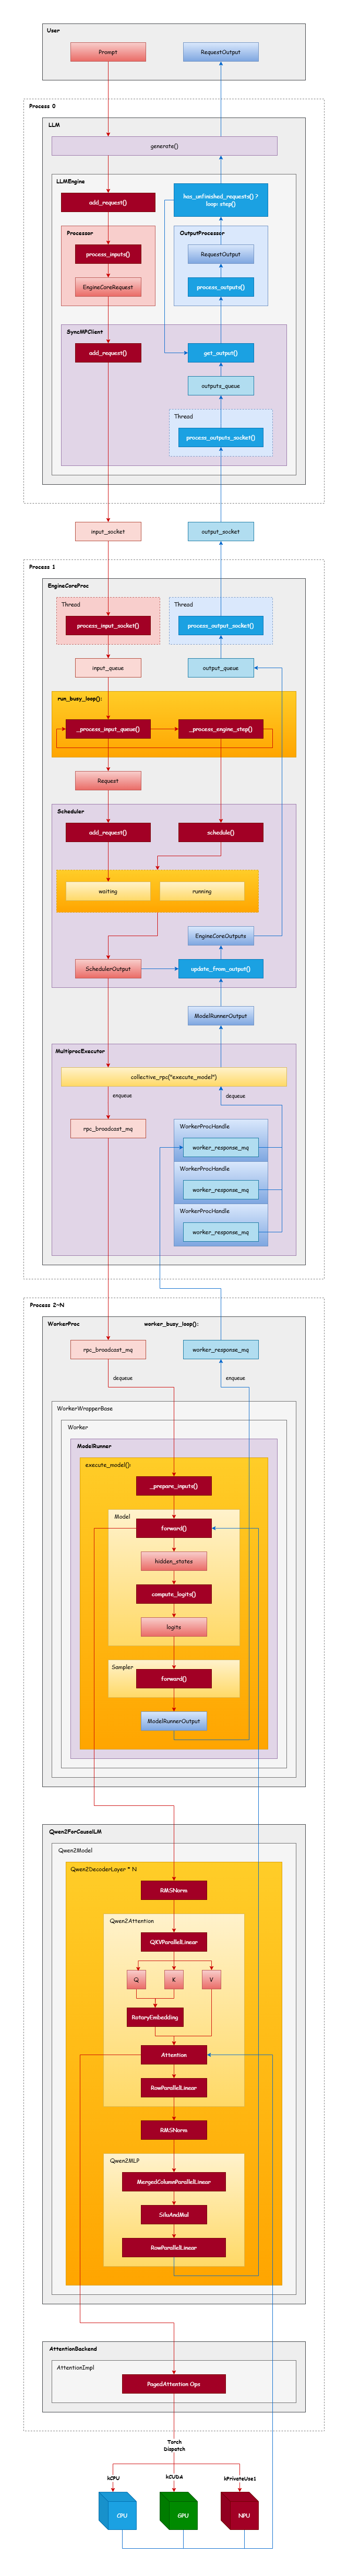 User
Prompt
RequestOutput
Process 0
LLM
generate()
LLMEngine
add_request()
has_unfinished_requests() ?
loop: step()
Processor
OutputProcessor
process_inputs()
RequestOutput
EngineCoreRequest
process_outputs()
SyncMPClient
add_request()
get_output()
outputs_queue
Thread
process_outputs_socket()
input_socket
output_socket
Process 1
EngineCoreProc
Thread
Thread
process_input_socket()
process_output_socket()
input_queue
output_queue
run_busy_loop():
_process_input_queue()
_process_engine_step()
Request
Scheduler
add_request()
schedule()
waiting
running
EngineCoreOutputs
SchedulerOutput
update_from_output()
ModelRunnerOutput
MultiprocExecutor
collective_rpc("execute_model")
enqueue
dequeue
rpc_broadcast_mq
WorkerProcHandle
worker_response_mq
WorkerProcHandle
worker_response_mq
WorkerProcHandle
worker_response_mq
Process 2~N
WorkerProc
worker_busy_loop():
rpc_broadcast_mq
worker_response_mq
dequeue
enqueue
WorkerWrapperBase
Worker
ModelRunner
execute_model():
_prepare_inputs()
Model
forward()
hidden_states
compute_logits()
logits
Sampler
forward()
ModelRunnerOutput
Qwen2ForCausalLM
Qwen2Model
Qwen2DecoderLayer * N
RMSNorm
Qwen2Attention
QKVParallelLinear
Q
K
V
RotaryEmbedding
Attention
RowParallelLinear
RMSNorm
Qwen2MLP
MergedColumnParallelLinear
SiluAndMul
RowParallelLinear
AttentionBackend
AttentionImpl
PagedAttention Ops
Torch
Dispatch
kCPU
kCUDA
kPrivateUse1
CPU
GPU
NPU